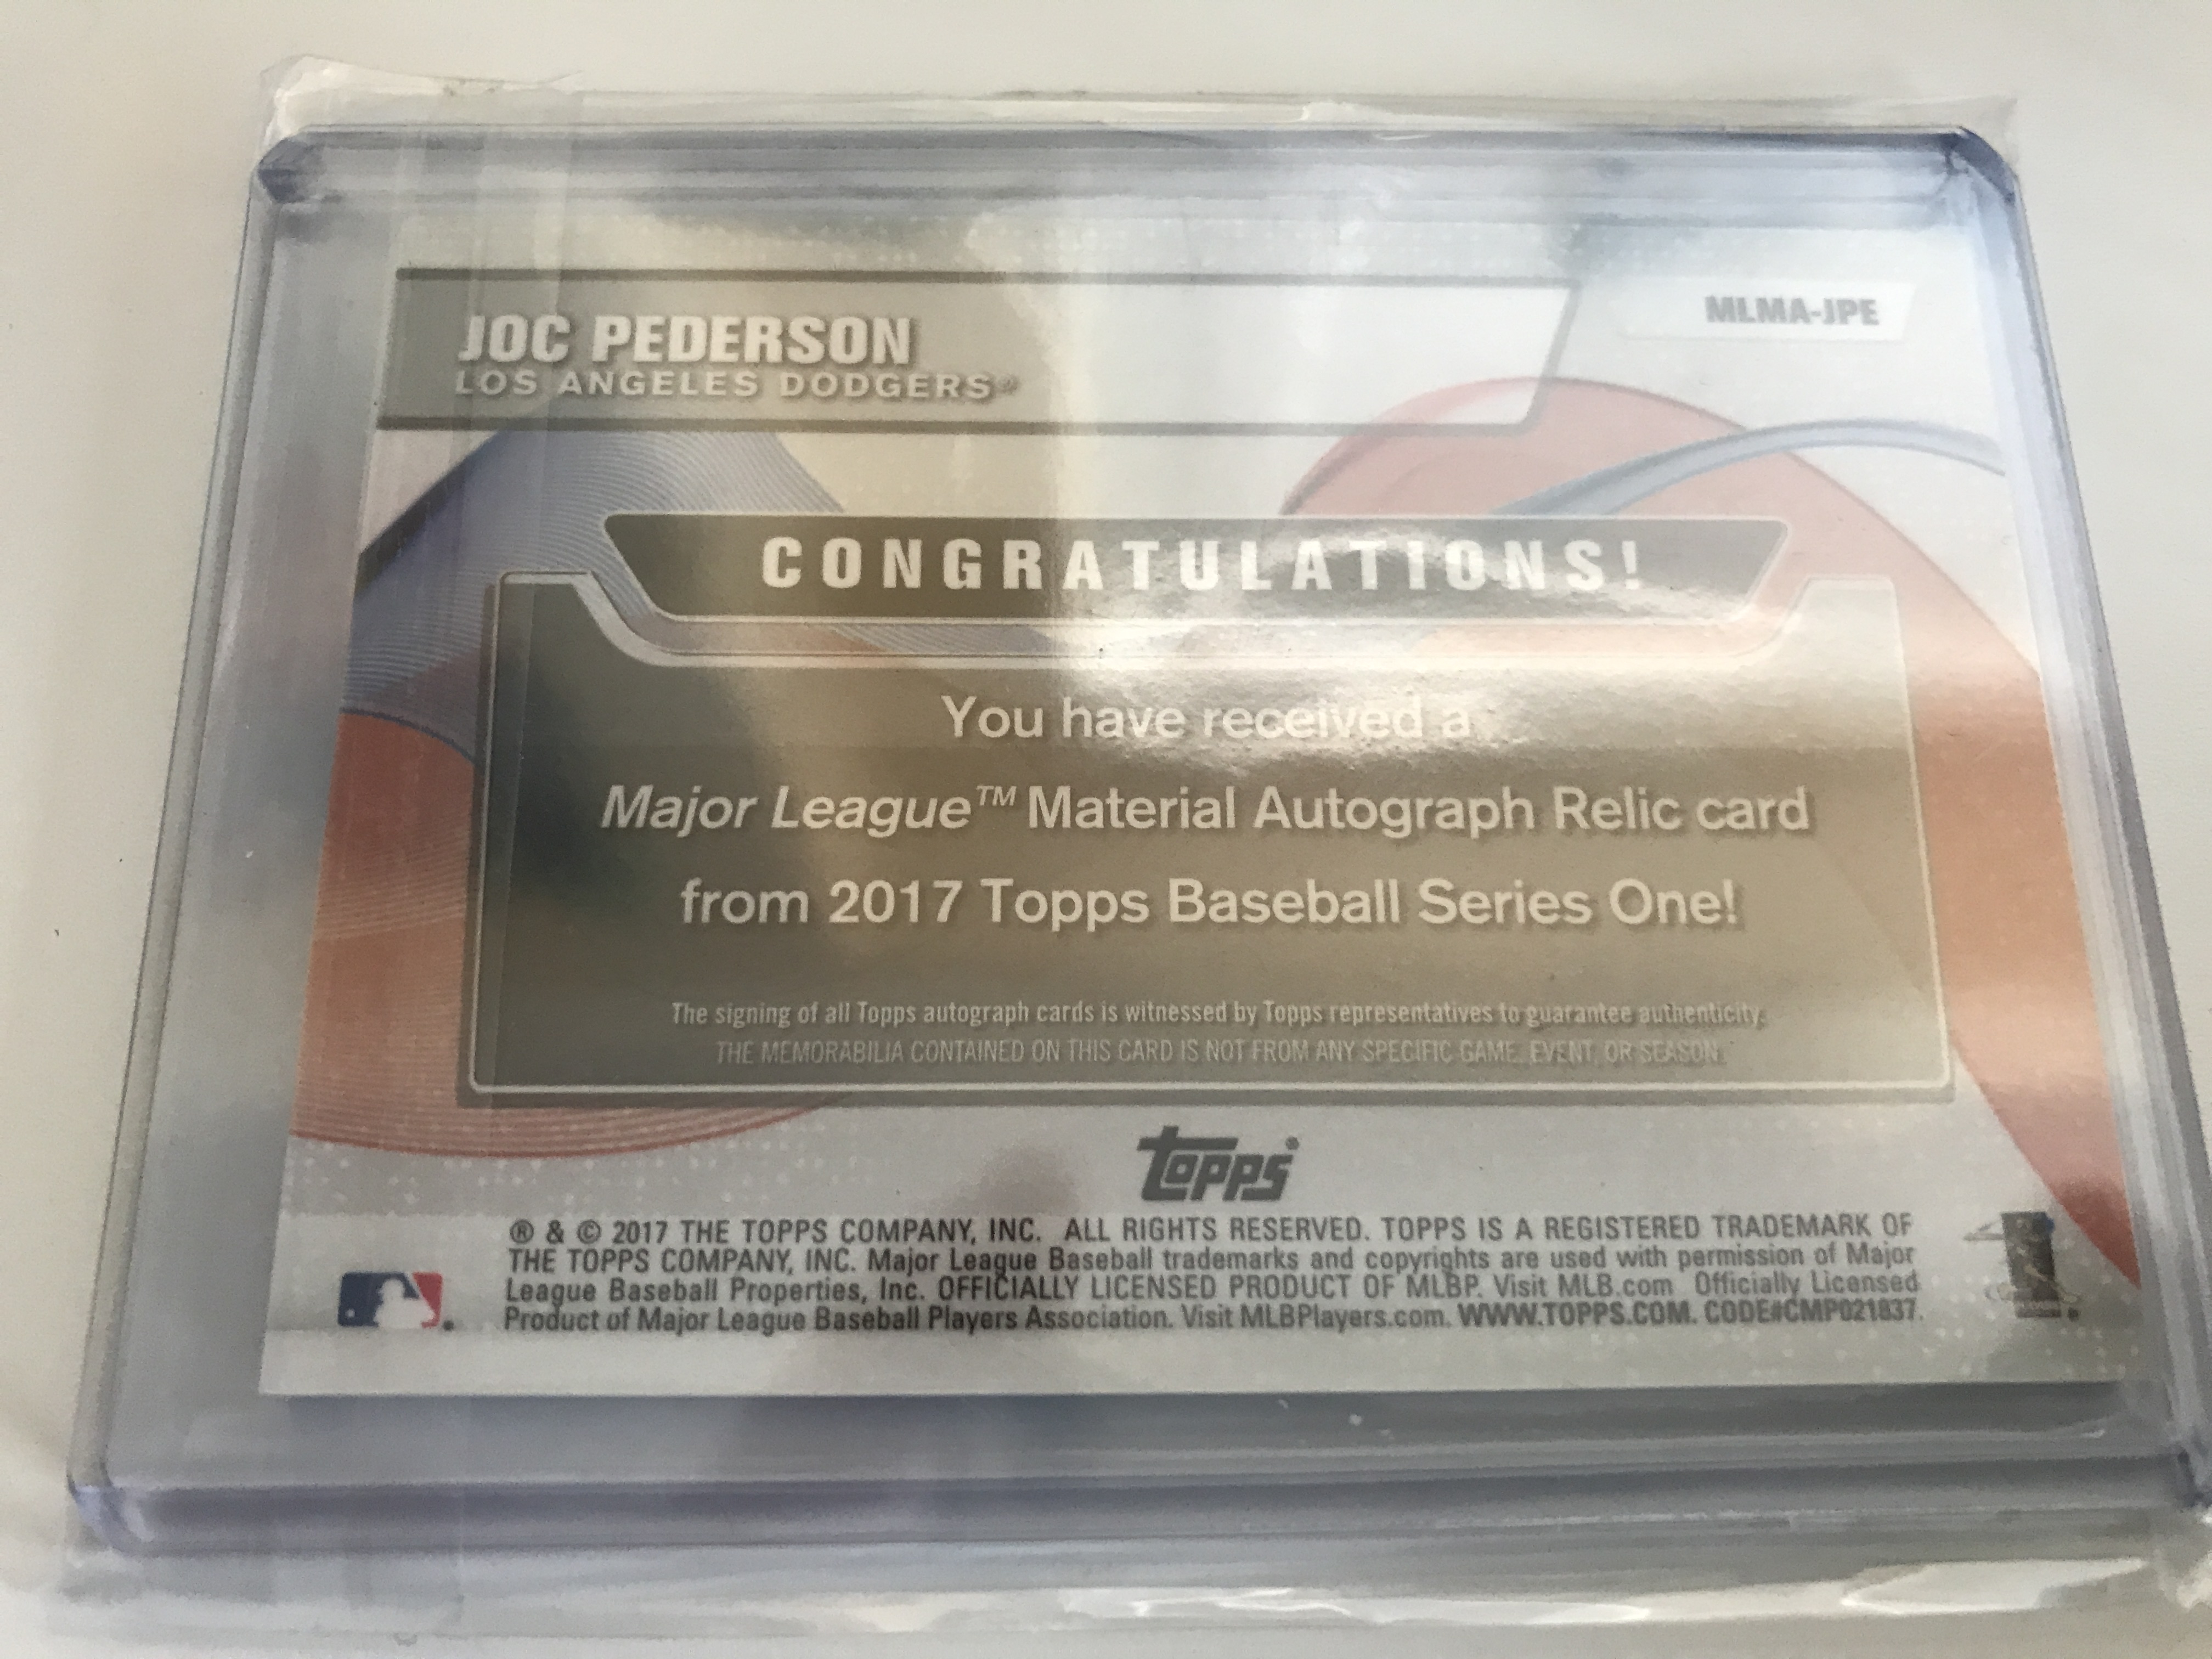 JOC PEDERSON
LOS ANGELES DODGERS®
MLMA-JPE
CONGRATULATIONS!
You have received a
Major League™ Material Autograph Relic card
from 2017 Topps Baseball Series One!
The signing of all Topps autograph cards is witnessed by Topps representatives to guarantee authenticity.
THE MEMORABILIA CONTAINED ON THIS CARD IS NOT FROM ANY SPECIFIC GAME, EVENT, OR SEASON.
topps®
® & © 2017 THE TOPPS COMPANY, INC. ALL RIGHTS RESERVED. TOPPS IS A REGISTERED TRADEMARK OF
THE TOPPS COMPANY, INC. Major League Baseball trademarks and copyrights are used with permission of Major
League Baseball Properties, Inc. OFFICIALLY LICENSED PRODUCT OF MLBP. Visit MLB.com Officially Licensed
Product of Major League Baseball Players Association. Visit MLBPlayers.com. WWW.TOPPS.COM. CODE#CMP021837.